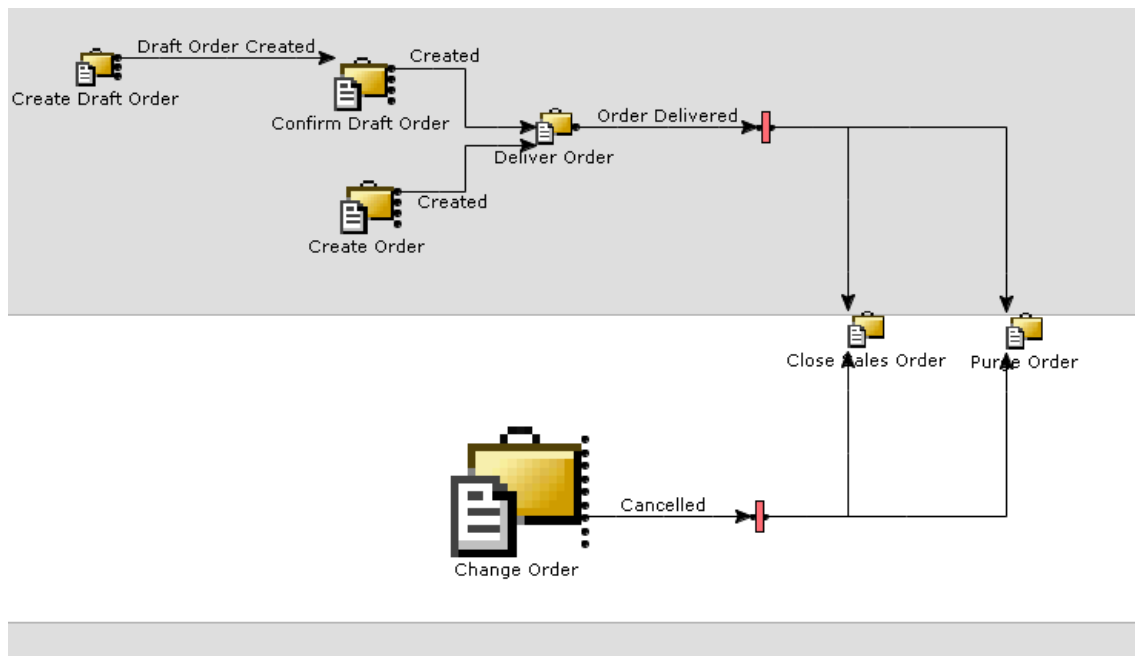 Draft Order Created
Create Draft Order
Created
Confirm Draft Order
Order Delivered
Deliver Order
Created
Create Order
Close Sales Order
Purge Order
Cancelled
Change Order